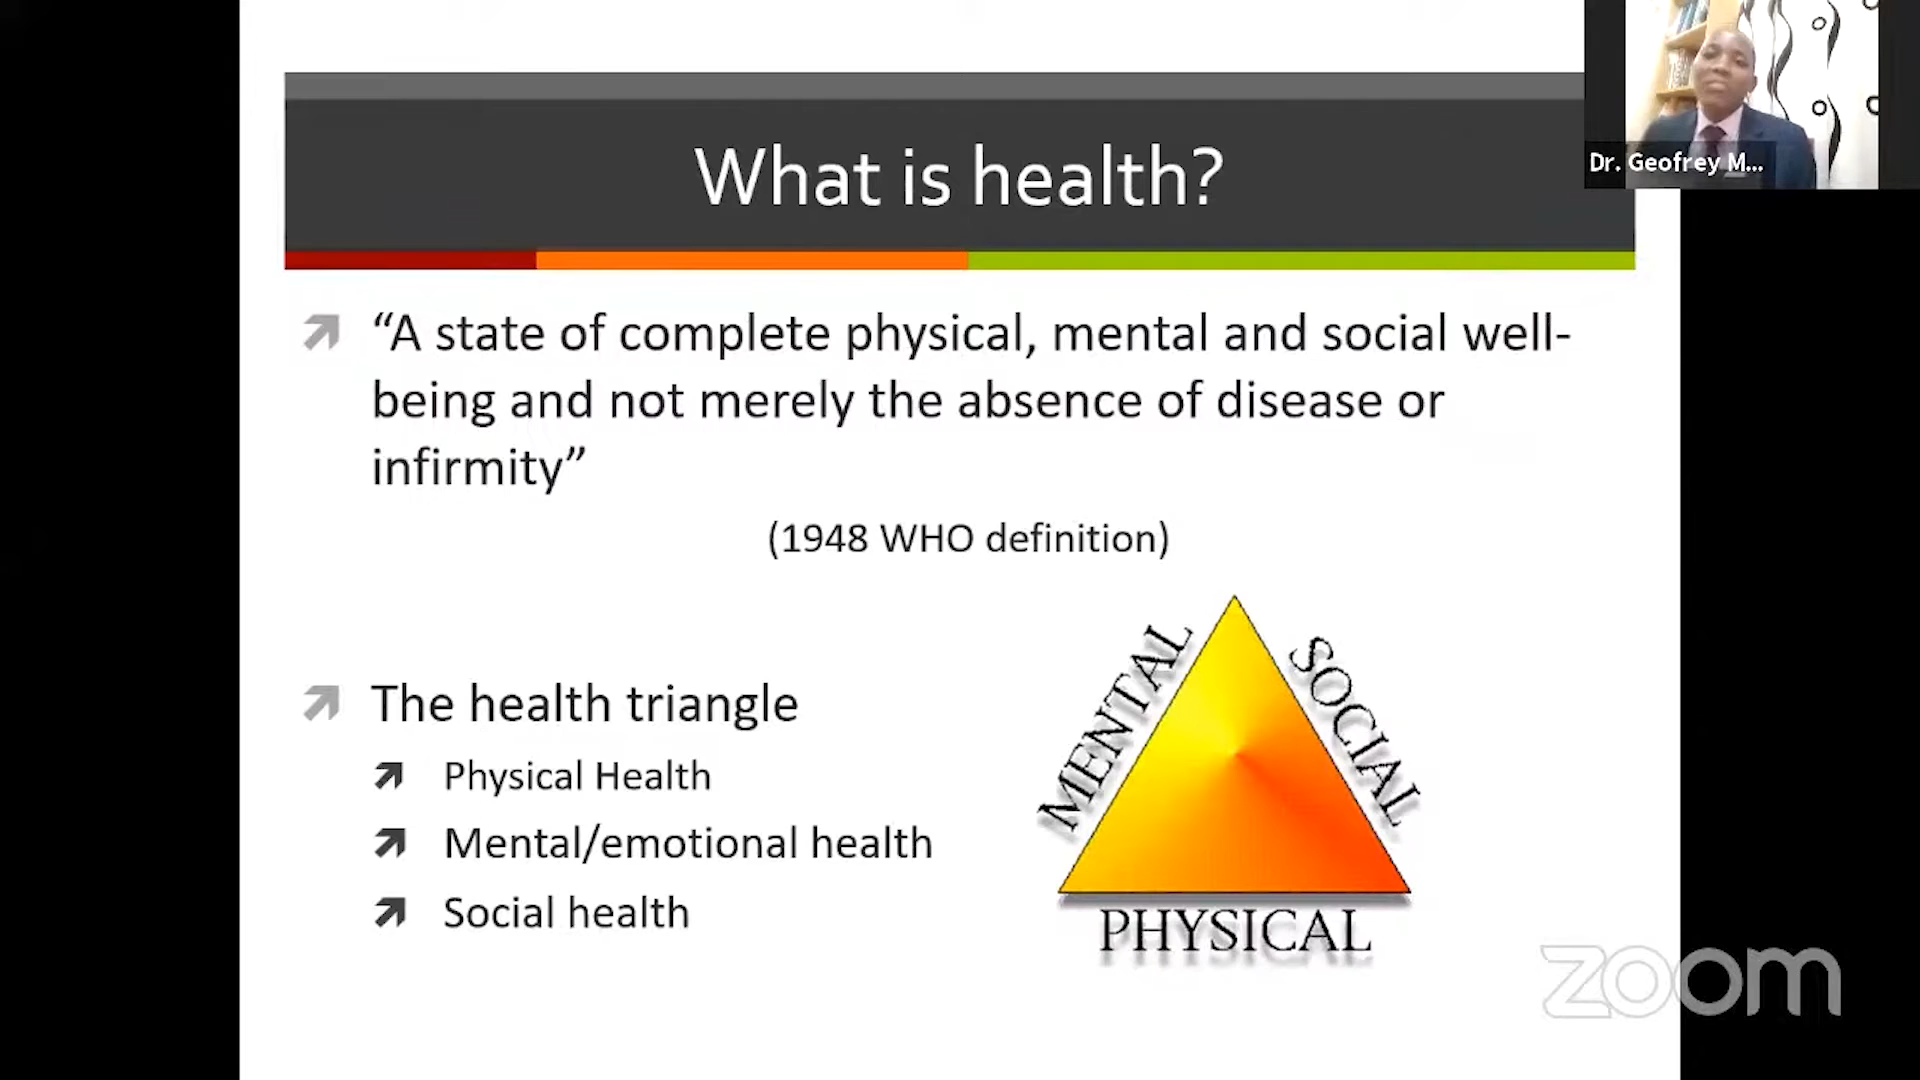 What is health?
Dr. Geofrey M...
“A state of complete physical, mental and social well-
being and not merely the absence of disease or
infirmity”
(1948 WHO definition)
The health triangle
Physical Health
Mental/emotional health
Social health
MENTAL
SOCIAL
PHYSICAL
zoom